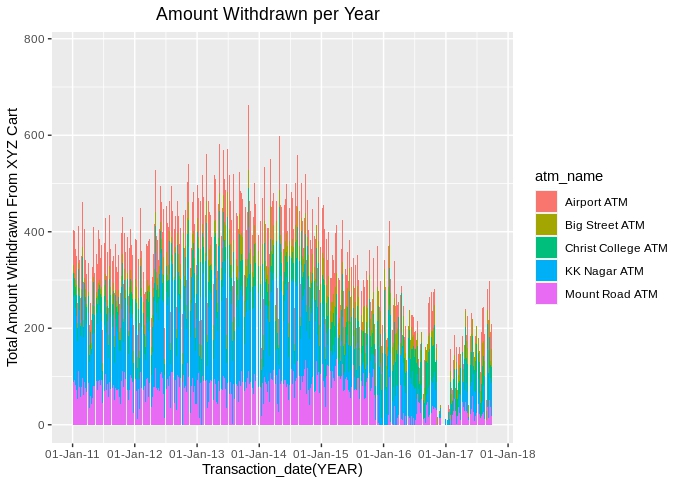 Amount Withdrawn per Year
800
600
400
200
0
Total Amount Withdrawn From XYZ Cart
01-Jan-11 01-Jan-12 01-Jan-13 01-Jan-14 01-Jan-15 01-Jan-16 01-Jan-17 01-Jan-18
Transaction_date(YEAR)
atm_name
Airport ATM
Big Street ATM
Christ College ATM
KK Nagar ATM
Mount Road ATM